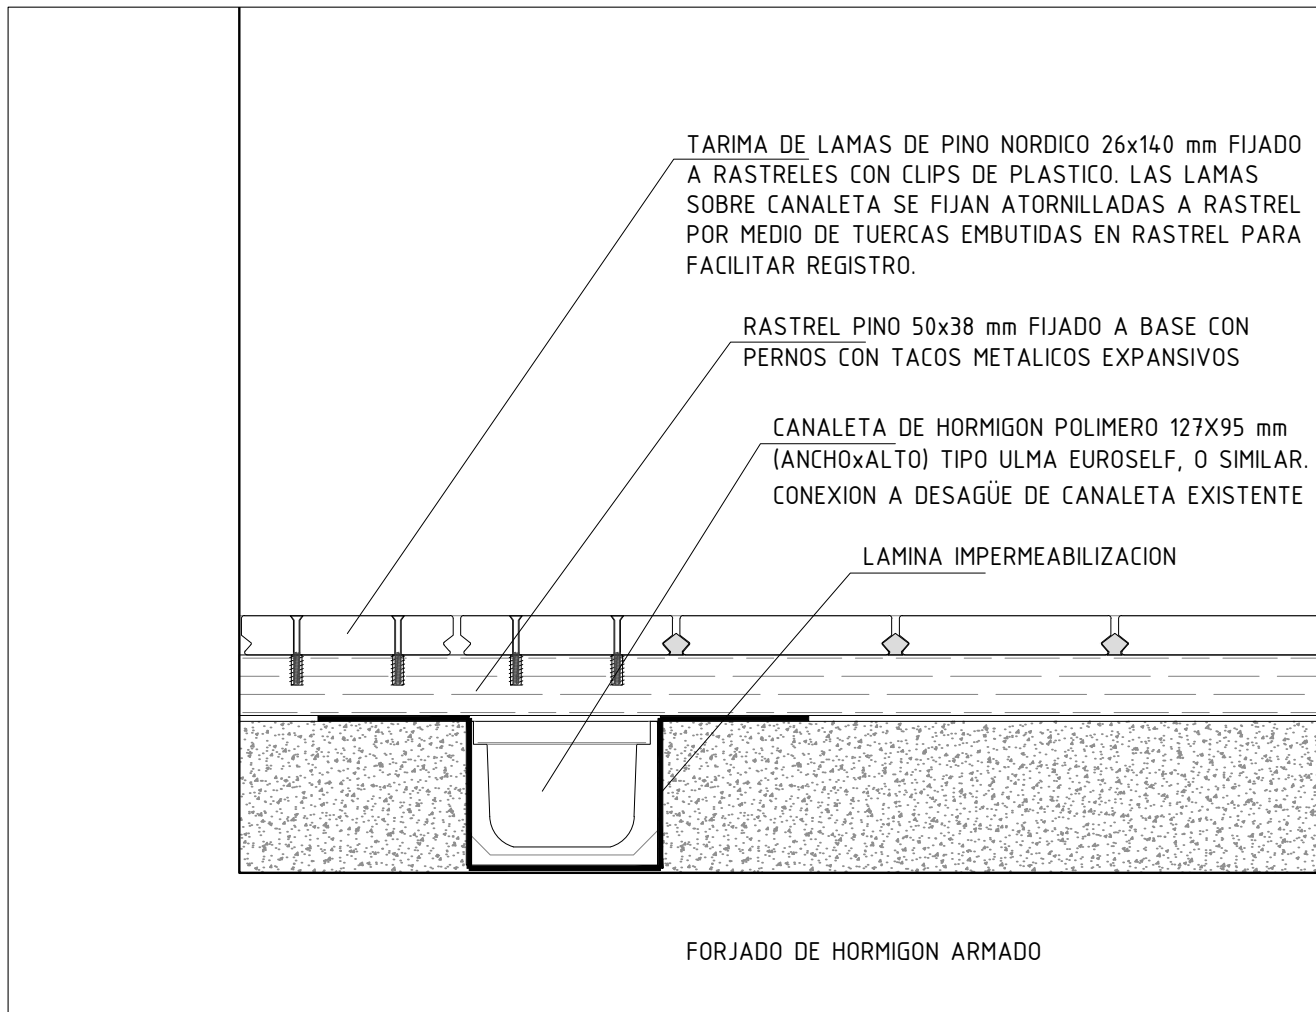 TARIMA DE LAMAS DE PINO NORDICO 26x140 mm FIJADO
A RASTRELES CON CLIPS DE PLASTICO. LAS LAMAS
SOBRE CANALETA SE FIJAN ATORNILLADAS A RASTREL
POR MEDIO DE TUERCAS EMBUTIDAS EN RASTREL PARA
FACILITAR REGISTRO.
RASTREL PINO 50x38 mm FIJADO A BASE CON
PERNOS CON TACOS METALICOS EXPANSIVOS
CANALETA DE HORMIGON POLIMERO 127X95 mm
(ANCHOxALTO) TIPO ULMA EUROSELF, O SIMILAR.
CONEXION A DESAGÜE DE CANALETA EXISTENTE
LAMINA IMPERMEABILIZACION
FORJADO DE HORMIGON ARMADO